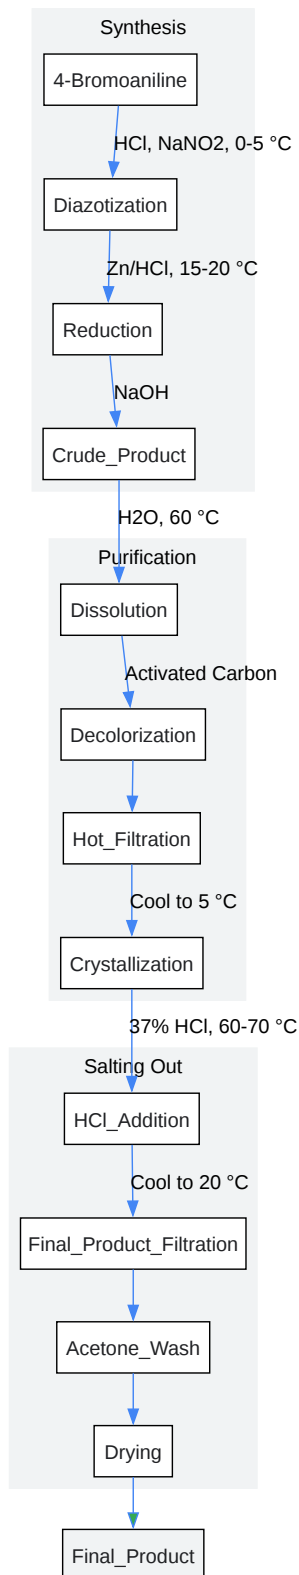 Synthesis
4-Bromoaniline
HCl, NaNO2, 0-5 °C
Diazotization
Zn/HCl, 15-20 °C
Reduction
NaOH
Crude_Product
H2O, 60 °C
Purification
Dissolution
Activated Carbon
Decolorization
Hot_Filtration
Cool to 5 °C
Crystallization
37% HCl, 60-70 °C
Salting Out
HCl_Addition
Cool to 20 °C
Final_Product_Filtration
Acetone_Wash
Drying
Final_Product